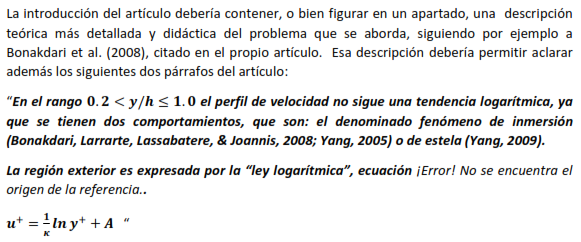 La introducción del artículo debería contener, o bien figurar en un apartado, una descripción
teórica más detallada y didáctica del problema que se aborda, siguiendo por ejemplo a
Bonakdari et al. (2008), citado en el propio artículo. Esa descripción debería permitir aclarar
además los siguientes dos párrafos del artículo:
"En el rango 0.2 < y/h ≤ 1.0 el perfil de velocidad no sigue una tendencia logarítmica, ya
que se tienen dos comportamientos, que son: el denominado fenómeno de inmersión
(Bonakdari, Larrarte, Lassabatere, & Joannis, 2008; Yang, 2005) o de estela (Yang, 2009).
La región exterior es expresada por la "ley logarítmica", ecuación ¡Error! No se encuentra el
origen de la referencia..
u⁺ = 1/κ ln y⁺ + A "